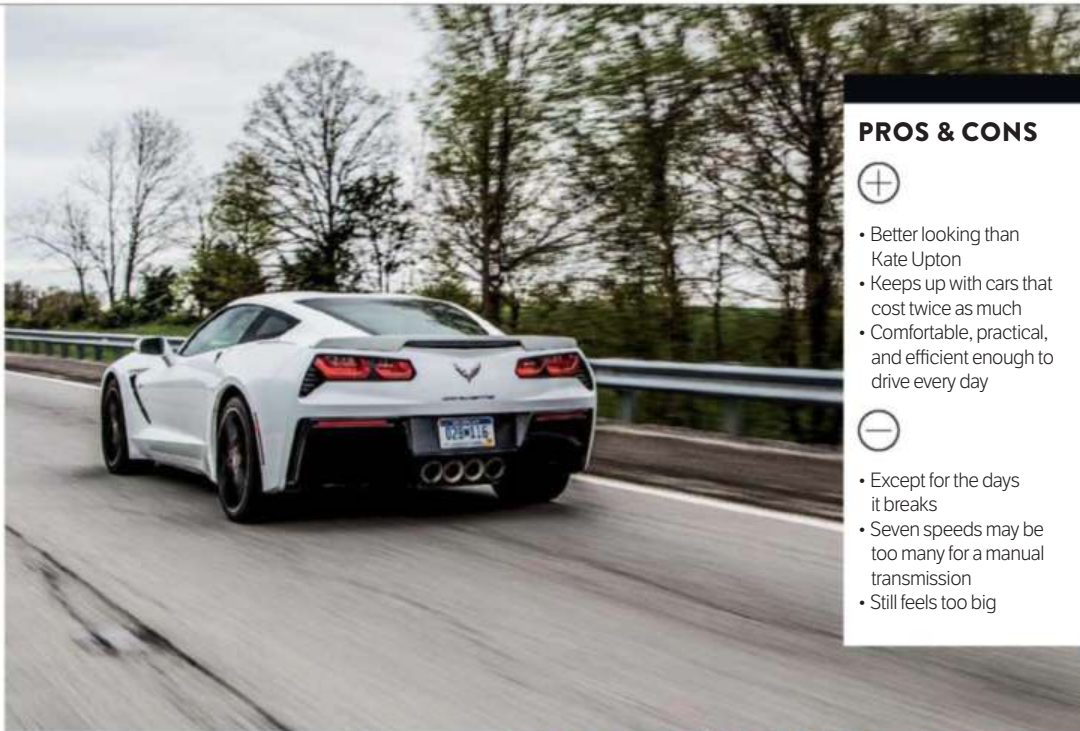 PROS & CONS
• Better looking than
Kate Upton
• Keeps up with cars that
cost twice as much
• Comfortable, practical,
and efficient enough to
drive every day
• Except for the days
it breaks
• Seven speeds may be
too many for a manual
transmission
• Still feels too big